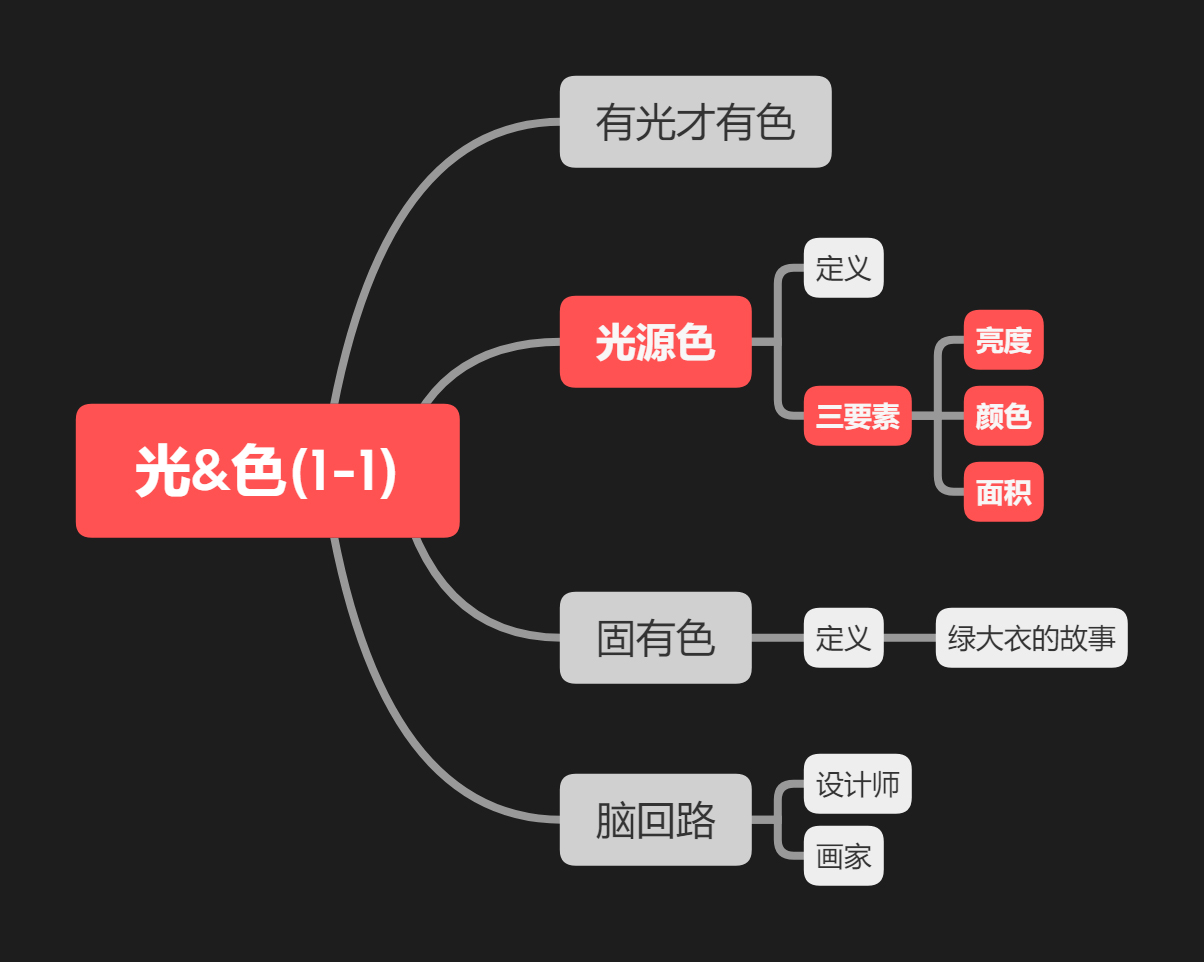 有光才有色
定义
光源色
亮度
三要素
颜色
面积
光&色(1-1)
固有色
定义
绿大衣的故事
脑回路
设计师
画家